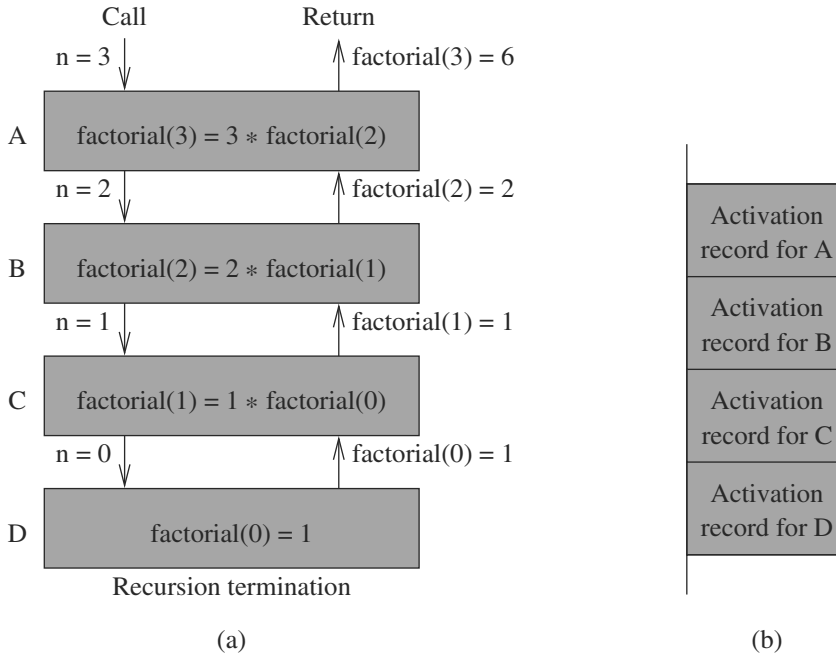 Call
Return
n = 3
factorial(3) = 6
A
factorial(3) = 3 * factorial(2)
n = 2
factorial(2) = 2
B
factorial(2) = 2 * factorial(1)
n = 1
factorial(1) = 1
C
factorial(1) = 1 * factorial(0)
n = 0
factorial(0) = 1
D
factorial(0) = 1
Recursion termination
(a)
Activation
record for A
Activation
record for B
Activation
record for C
Activation
record for D
(b)